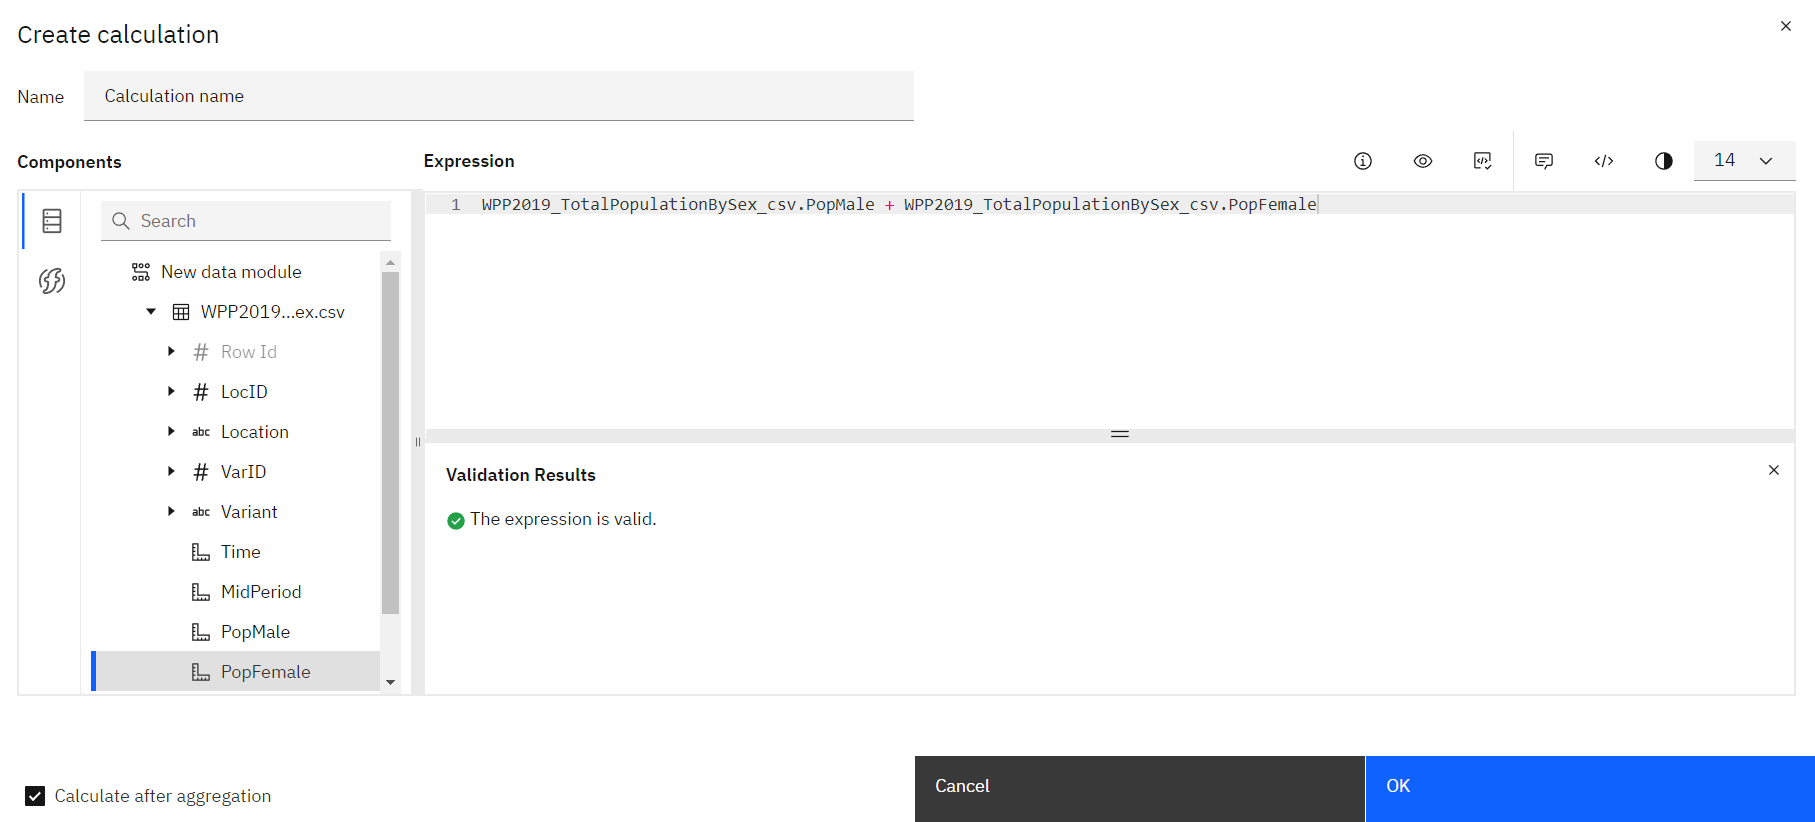 Create calculation
Name Calculation name
Components
Search
New data module
WPP2019...ex.csv
# Row Id
# LocID
abc Location
# VarID
abc Variant
Time
MidPeriod
PopMale
PopFemale
Expression
14
1 WPP2019_TotalPopulationBySex_csv.PopMale + WPP2019_TotalPopulationBySex_csv.PopFemale
Validation Results
The expression is valid.
Calculate after aggregation
Cancel
OK